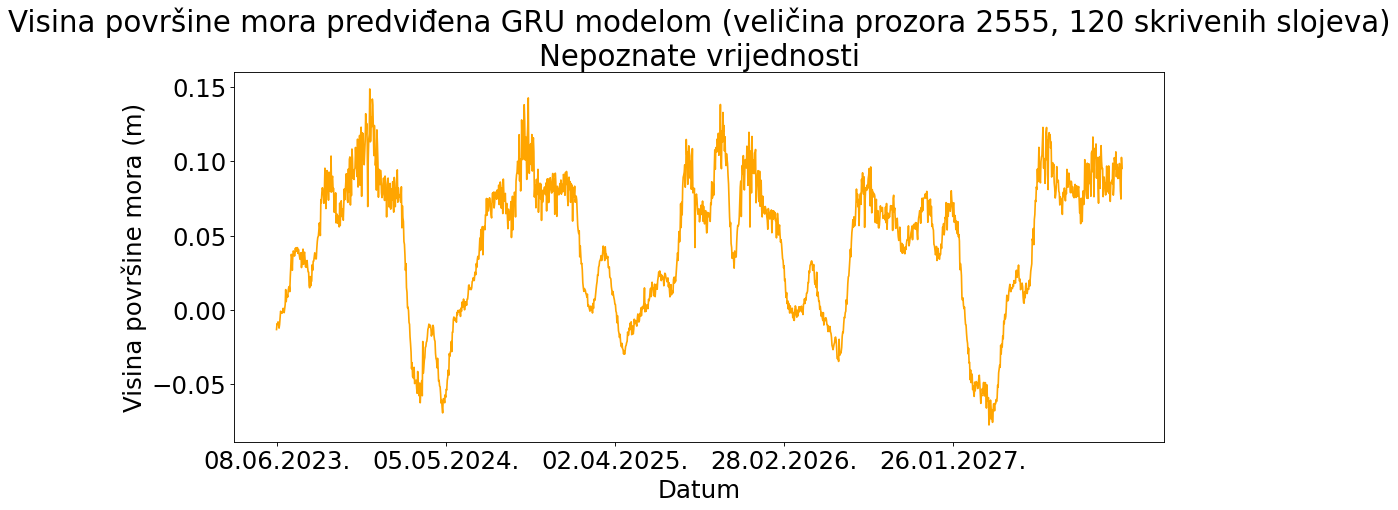 Visina površine mora predviđena GRU modelom (veličina prozora 2555, 120 skrivenih slojeva)
Nepoznate vrijednosti
Visina površine mora (m)
0.15
0.10
0.05
0.00
−0.05
08.06.2023. 05.05.2024. 02.04.2025. 28.02.2026. 26.01.2027.
Datum